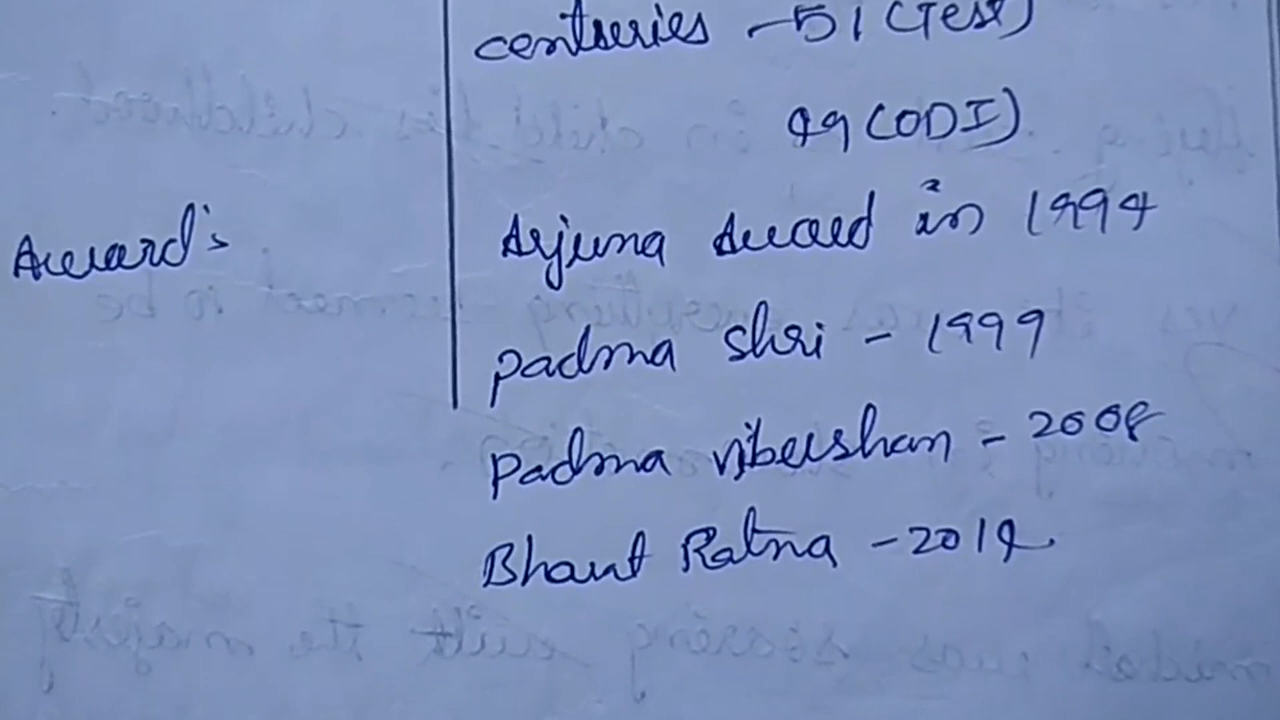 centuries - 51 (Test)
49 (ODI)
Award's
Arjuna Award in 1994
Padma shri - 1999
Padma vibushan - 2008
Bharat Ratna - 2014